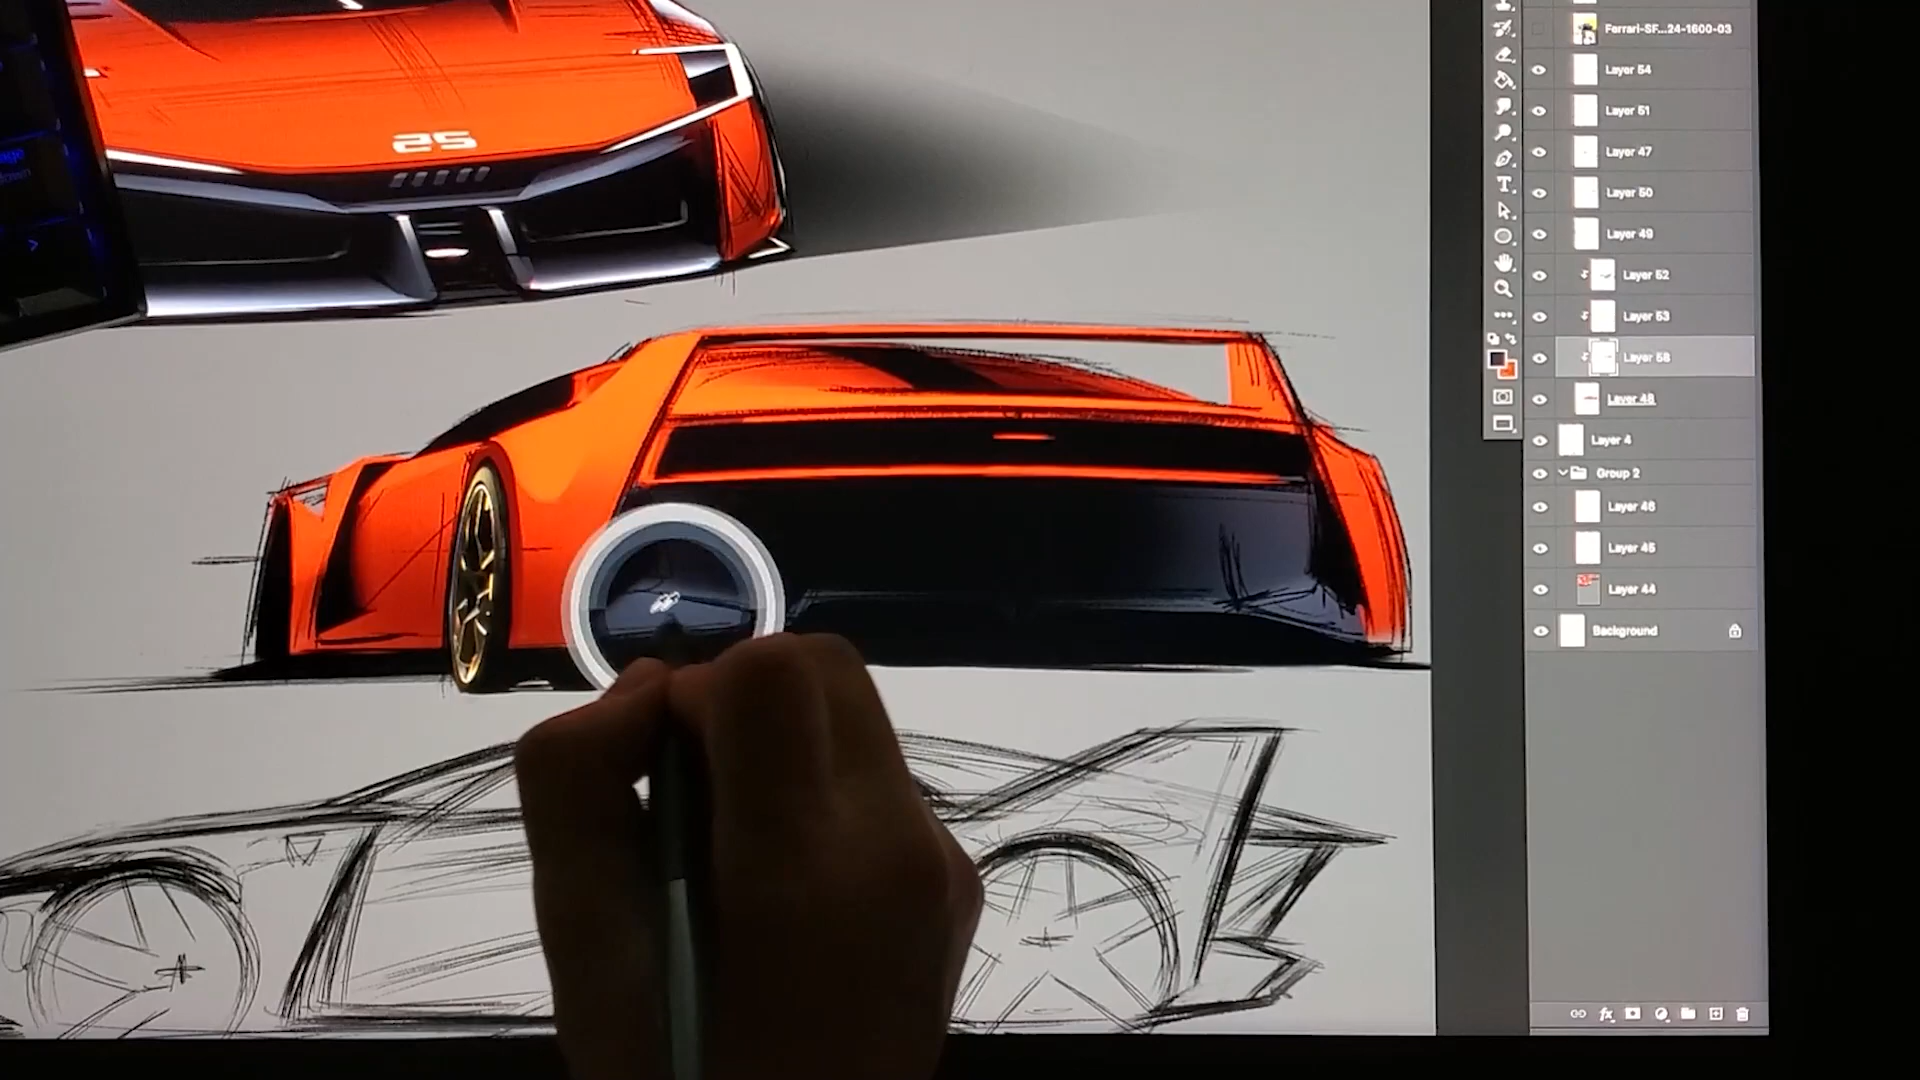 Ferrari-SF...24-1600-03
Layer 54
Layer 51
Layer 47
Layer 50
Layer 49
Layer 52
Layer 53
Layer 58
Layer 48
Layer 4
Group 2
Layer 46
Layer 45
Layer 44
Background
25
down